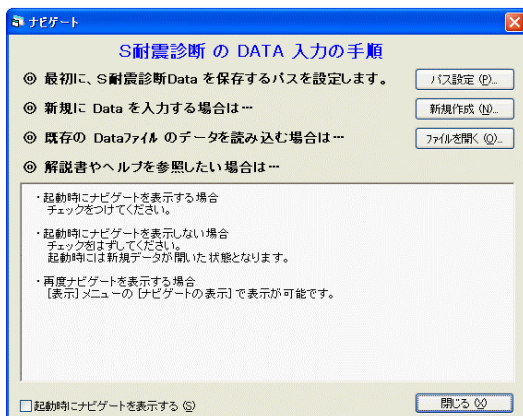 ナビゲート
S耐震診断 の DATA 入力の手順
◎ 最初に、S耐震診断Data を保存するパスを設定します。
パス設定 (P)...
◎ 新規に Data を入力する場合は…
新規作成 (N)...
◎ 既存の Dataファイル のデータを読み込む場合は…
ファイルを開く (O)...
◎ 解説書やヘルプを参照したい場合は…
・起動時にナビゲートを表示する場合
チェックをつけてください。
・起動時にナビゲートを表示しない場合
チェックをはずしてください。
起動時には新規データが開いた状態となります。
・再度ナビゲートを表示する場合
[表示]メニューの[ナビゲートの表示]で表示が可能です。
起動時にナビゲートを表示する (S)
閉じる (X)